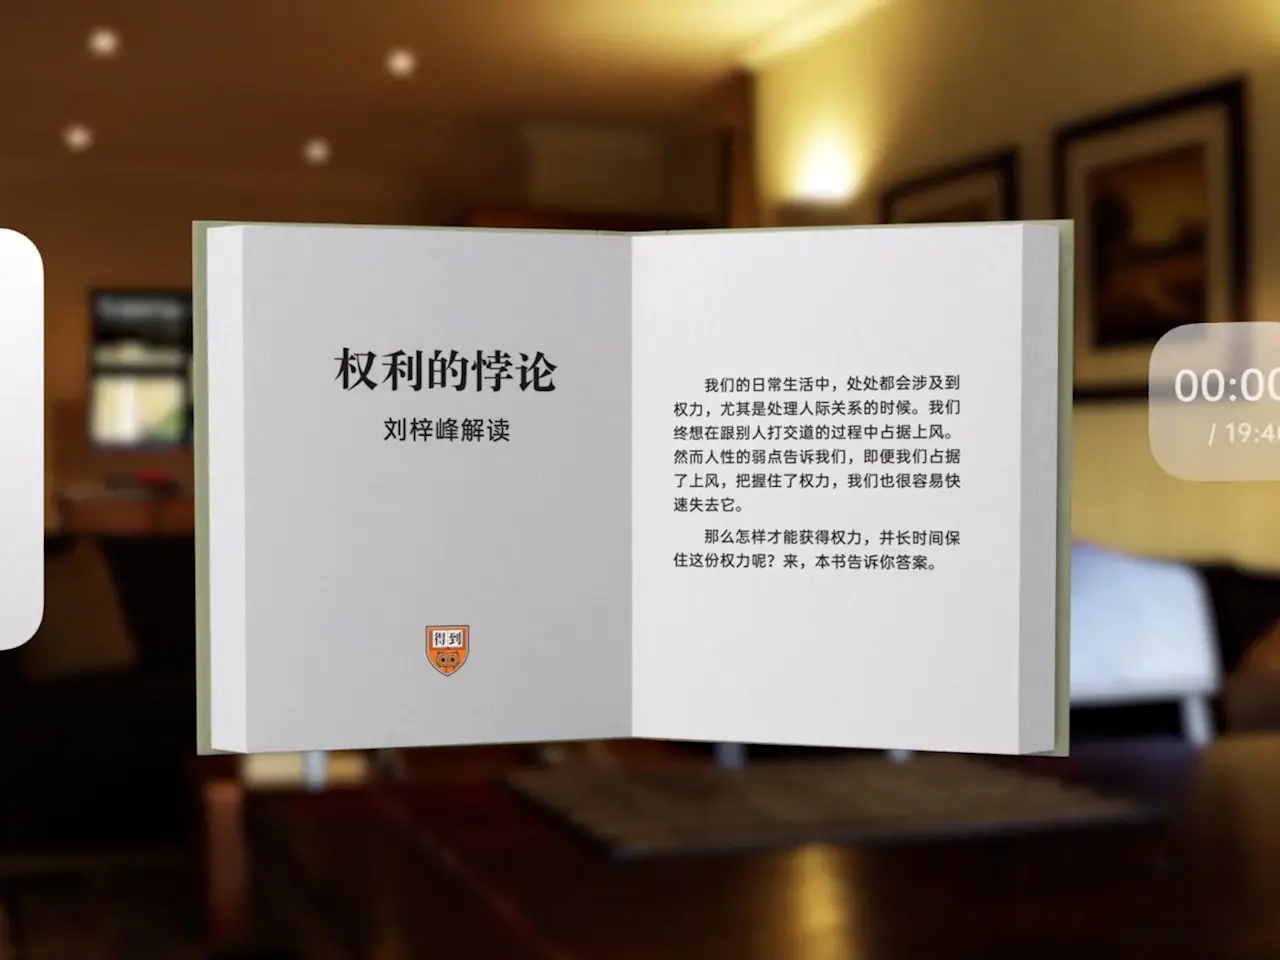 权利的悖论
刘梓峰解读
得到
我们的日常生活中，处处都会涉及到
权力，尤其是处理人际关系的时候。我们
终想在跟别人打交道的过程中占据上风。
然而人性的弱点告诉我们，即便我们占据
了上风，把握住了权力，我们也很容易快
速失去它。
那么怎样才能获得权力，并长时间保
住这份权力呢？来，本书告诉你答案。
00:00
/ 19:40